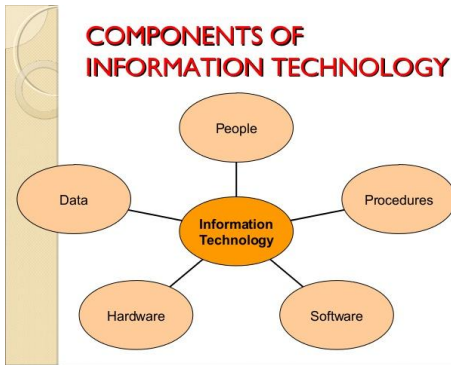 COMPONENTS OF
INFORMATION TECHNOLOGY
People
Data
Procedures
Information
Technology
Hardware
Software